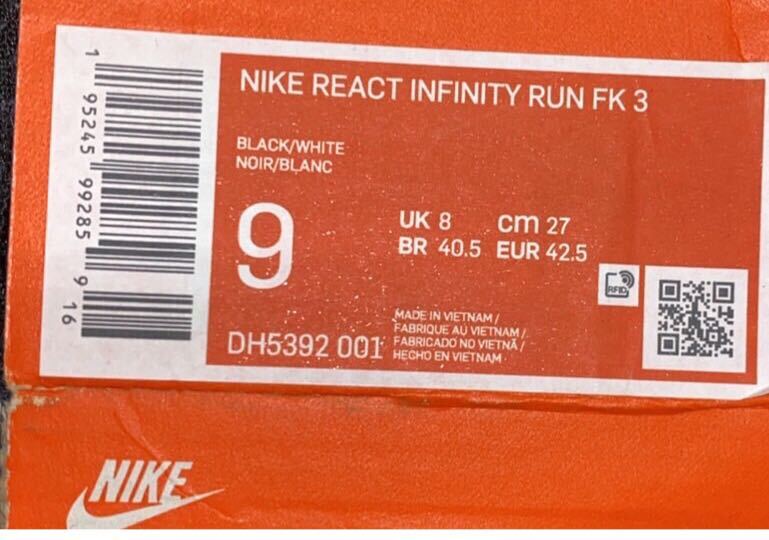 NIKE REACT INFINITY RUN FK 3
BLACK/WHITE
NOIR/BLANC
9
UK 8 cm 27
BR 40.5 EUR 42.5
RFID
DH5392 001
MADE IN VIETNAM /
FABRIQUE AU VIETNAM /
FABRICADO NO VIETNÃ /
HECHO EN VIETNAM
1 95245 99285 9 16
NIKE